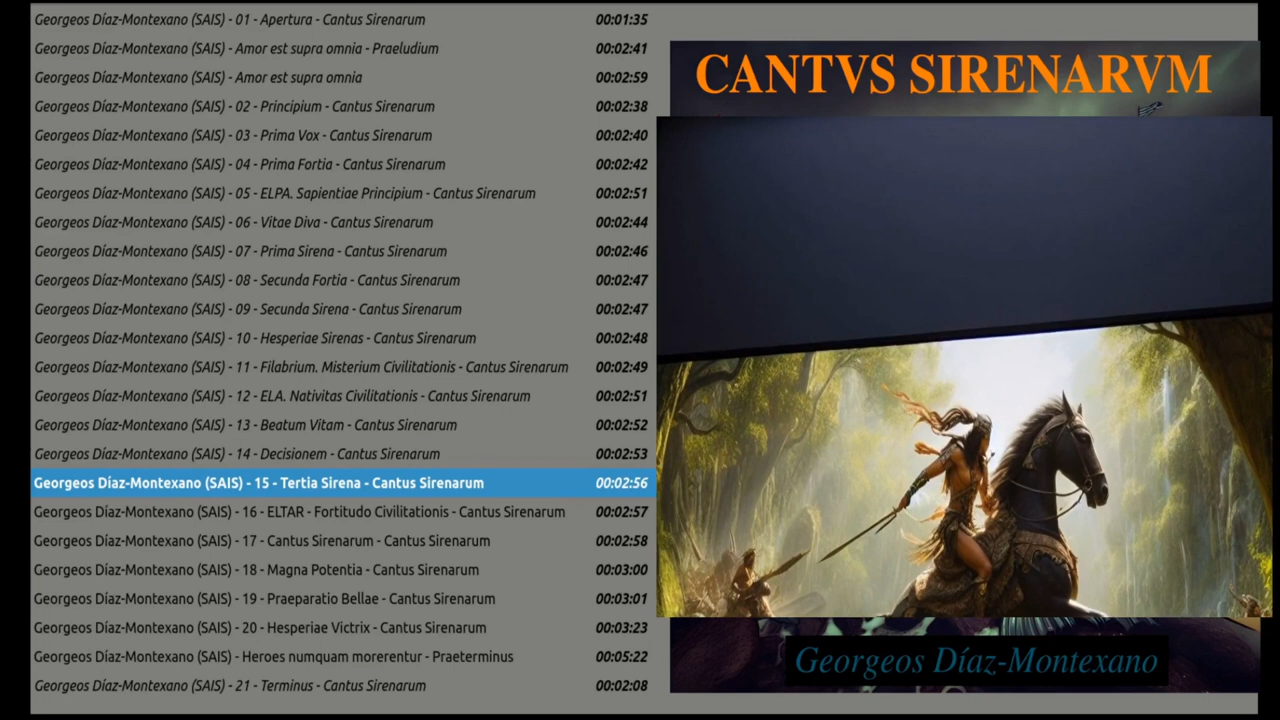 Georgeos Díaz-Montexano (SAIS) - 01 - Apertura - Cantus Sirenarum 00:01:35
Georgeos Díaz-Montexano (SAIS) - Amor est supra omnia - Praeludium 00:02:41
Georgeos Díaz-Montexano (SAIS) - Amor est supra omnia 00:02:59
Georgeos Díaz-Montexano (SAIS) - 02 - Principium - Cantus Sirenarum 00:02:38
Georgeos Díaz-Montexano (SAIS) - 03 - Prima Vox - Cantus Sirenarum 00:02:40
Georgeos Díaz-Montexano (SAIS) - 04 - Prima Fortia - Cantus Sirenarum 00:02:42
Georgeos Díaz-Montexano (SAIS) - 05 - ELPA. Sapientiae Principium - Cantus Sirenarum 00:02:51
Georgeos Díaz-Montexano (SAIS) - 06 - Vitae Diva - Cantus Sirenarum 00:02:44
Georgeos Díaz-Montexano (SAIS) - 07 - Prima Sirena - Cantus Sirenarum 00:02:46
Georgeos Díaz-Montexano (SAIS) - 08 - Secunda Fortia - Cantus Sirenarum 00:02:47
Georgeos Díaz-Montexano (SAIS) - 09 - Secunda Sirena - Cantus Sirenarum 00:02:47
Georgeos Díaz-Montexano (SAIS) - 10 - Hesperiae Sirenas - Cantus Sirenarum 00:02:48
Georgeos Díaz-Montexano (SAIS) - 11 - Filabrium. Misterium Civilitationis - Cantus Sirenarum 00:02:49
Georgeos Díaz-Montexano (SAIS) - 12 - ELA. Nativitas Civilitationis - Cantus Sirenarum 00:02:51
Georgeos Díaz-Montexano (SAIS) - 13 - Beatum Vitam - Cantus Sirenarum 00:02:52
Georgeos Díaz-Montexano (SAIS) - 14 - Decisionem - Cantus Sirenarum 00:02:53
Georgeos Díaz-Montexano (SAIS) - 15 - Tertia Sirena - Cantus Sirenarum 00:02:56
Georgeos Díaz-Montexano (SAIS) - 16 - ELTAR - Fortitudo Civilitationis - Cantus Sirenarum 00:02:57
Georgeos Díaz-Montexano (SAIS) - 17 - Cantus Sirenarum - Cantus Sirenarum 00:02:58
Georgeos Díaz-Montexano (SAIS) - 18 - Magna Potentia - Cantus Sirenarum 00:03:00
Georgeos Díaz-Montexano (SAIS) - 19 - Praeparatio Bellae - Cantus Sirenarum 00:03:01
Georgeos Díaz-Montexano (SAIS) - 20 - Hesperiae Victrix - Cantus Sirenarum 00:03:23
Georgeos Díaz-Montexano (SAIS) - Heroes numquam morerentur - Praeterminus 00:05:22
Georgeos Díaz-Montexano (SAIS) - 21 - Terminus - Cantus Sirenarum 00:02:08
CANTVS SIRENARVM
Georgeos Díaz-Montexano